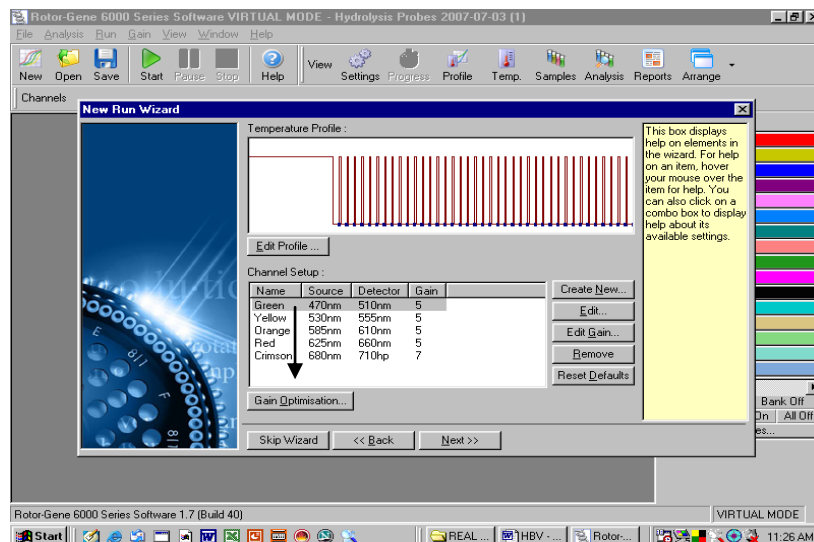 Rotor-Gene 6000 Series Software VIRTUAL MODE - Hydrolysis Probes 2007-07-03 (1)
File Analysis Run Gain View Window Help
New Open Save Start Pause Stop Help View Settings Progress Profile Temp. Samples Analysis Reports Arrange
Channels
New Run Wizard
Temperature Profile :
This box displays
help on elements in
the wizard. For help
on an item, hover
your mouse over the
item for help. You
can also click on a
combo box to display
help about its
available settings.
Edit Profile ...
Channel Setup :
Name Source Detector Gain
Green 470nm 510nm 5
Yellow 530nm 555nm 5
Orange 585nm 610nm 5
Red 625nm 660nm 5
Crimson 680nm 710hp 7
Create New...
Edit...
Edit Gain...
Remove
Reset Defaults
Gain Optimisation...
Bank Off
On All Off
es...
Skip Wizard << Back Next >>
Rotor-Gene 6000 Series Software 1.7 (Build 40) VIRTUAL MODE
Start REAL ... HBV - ... Rotor-... 11:26 AM